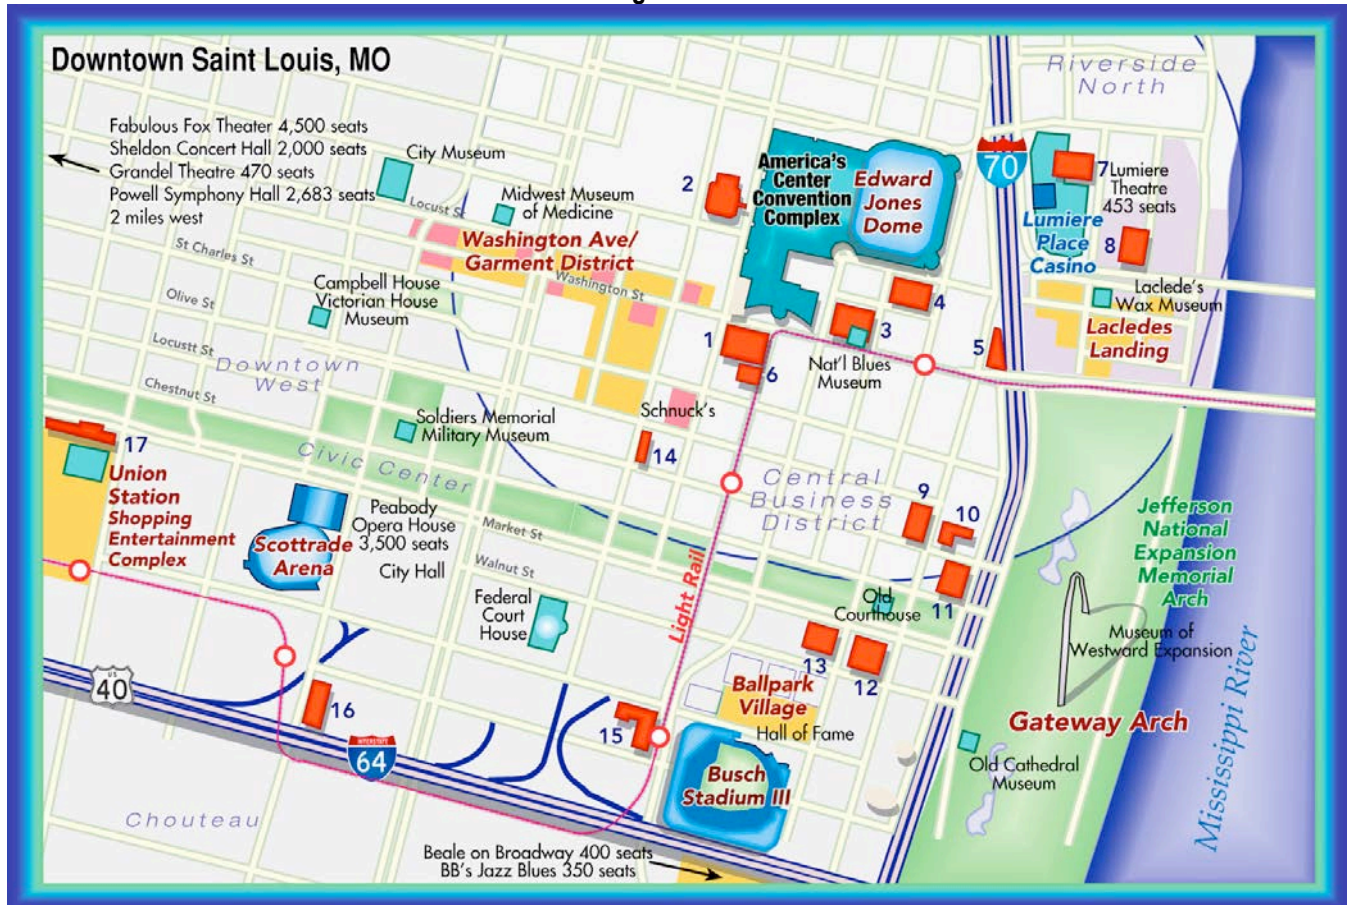 Downtown Saint Louis, MO
Fabulous Fox Theater 4,500 seats
Sheldon Concert Hall 2,000 seats
Grandel Theatre 470 seats
Powell Symphony Hall 2,683 seats
2 miles west
City Museum
Locust St
Midwest Museum
of Medicine
Washington Ave/
Garment District
Washington St
St Charles St
Campbell House
Victorian House
Museum
Olive St
Locustt St
Downtown
West
Chestnut St
2
America's
Center
Convention
Complex
Edward
Jones
Dome
70
Riverside
North
7
Lumiere
Theatre
453 seats
Lumiere
Place
Casino
8
Laclede's
Wax Museum
Lacledes
Landing
4
3
5
1
6
Nat'l Blues
Museum
Schnuck's
14
Soldiers Memorial
Military Museum
Civic Center
17
Union
Station
Shopping
Entertainment
Complex
Scottrade
Arena
Peabody
Opera House
3,500 seats
City Hall
Market St
Walnut St
Federal
Court
House
Light Rail
Central
Business
District
9
10
11
Old
Courthouse
13
12
Jefferson
National
Expansion
Memorial
Arch
Museum of
Westward Expansion
Gateway Arch
Mississippi River
Old Cathedral
Museum
Ballpark
Village
Hall of Fame
15
Busch
Stadium III
16
US
40
INTERSTATE
64
Chouteau
Beale on Broadway 400 seats
BB's Jazz Blues 350 seats